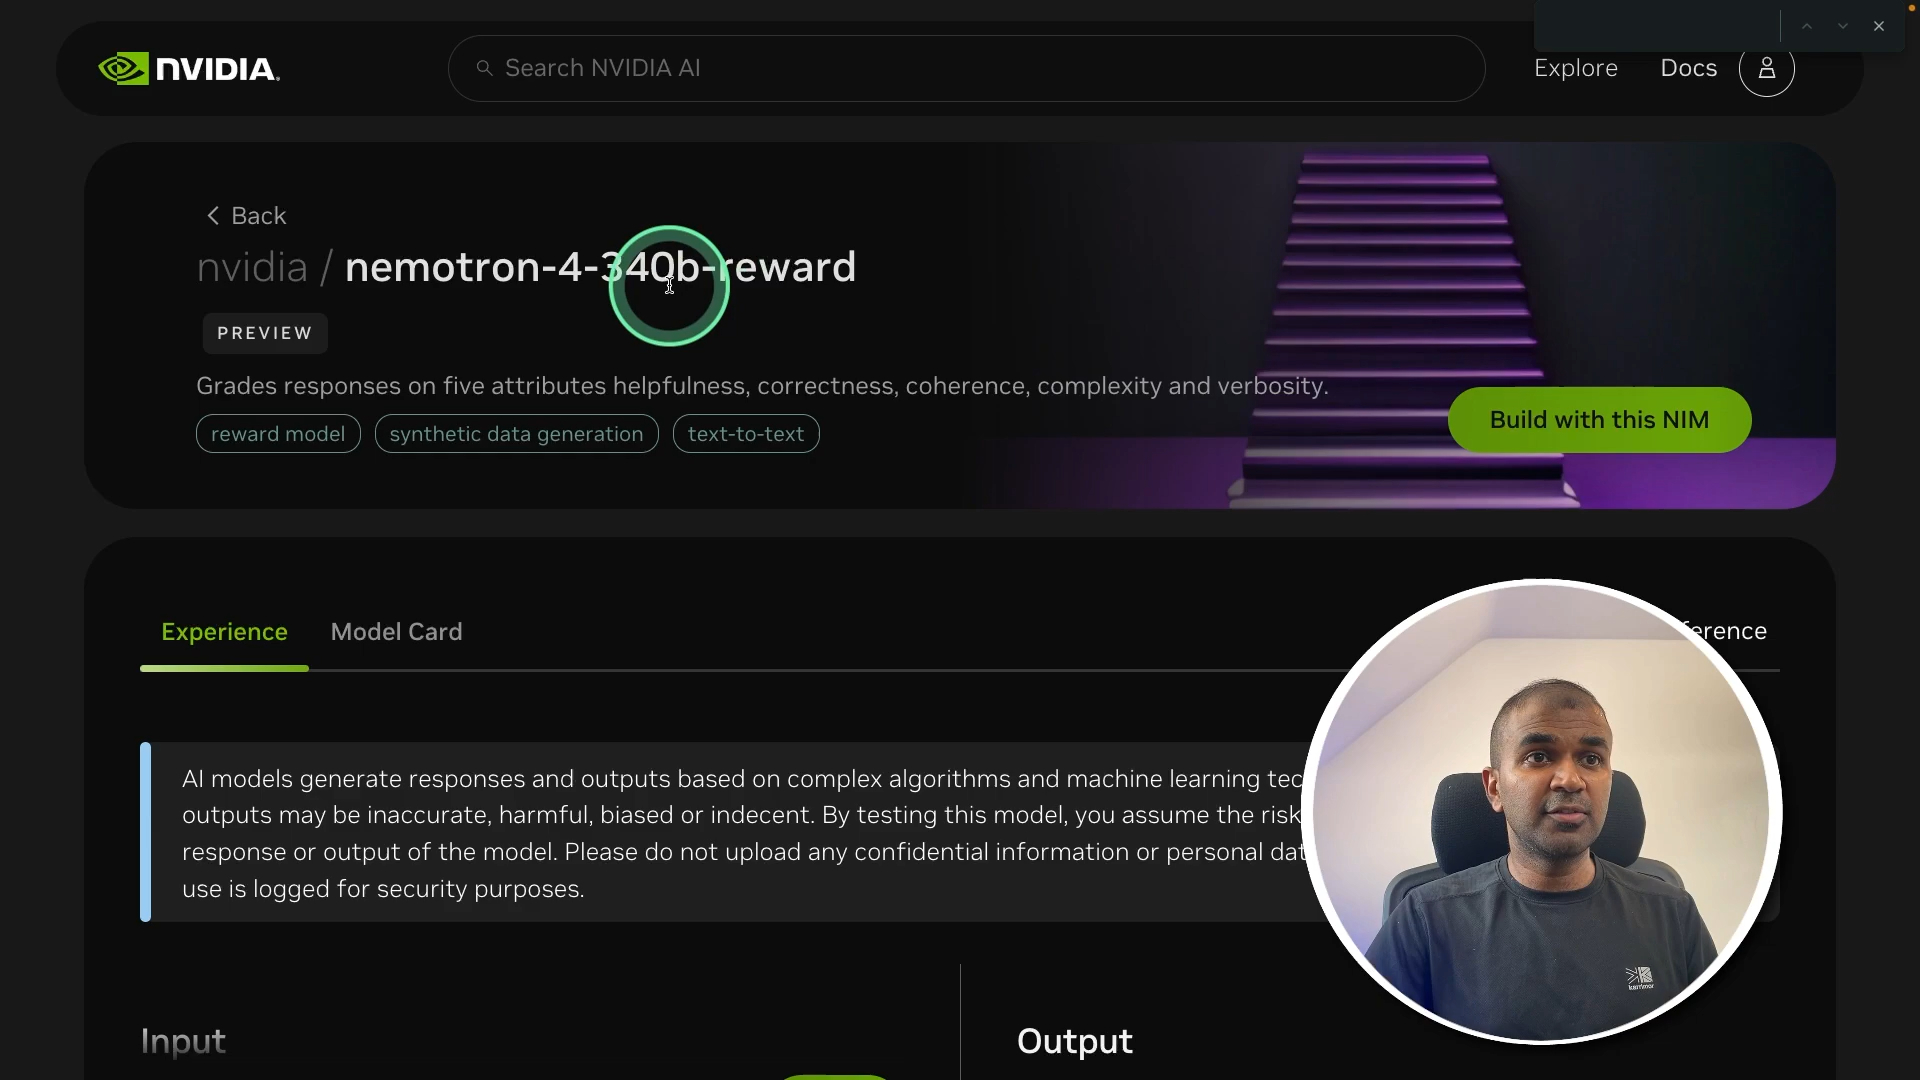 NVIDIA
Search NVIDIA AI
Explore
Docs
Back
nvidia / nemotron-4-340b-reward
PREVIEW
Grades responses on five attributes helpfulness, correctness, coherence, complexity and verbosity.
reward model
synthetic data generation
text-to-text
Build with this NIM
Experience
Model Card
ference
AI models generate responses and outputs based on complex algorithms and machine learning tec
outputs may be inaccurate, harmful, biased or indecent. By testing this model, you assume the risk
response or output of the model. Please do not upload any confidential information or personal dat
use is logged for security purposes.
karrimor
Input
Output